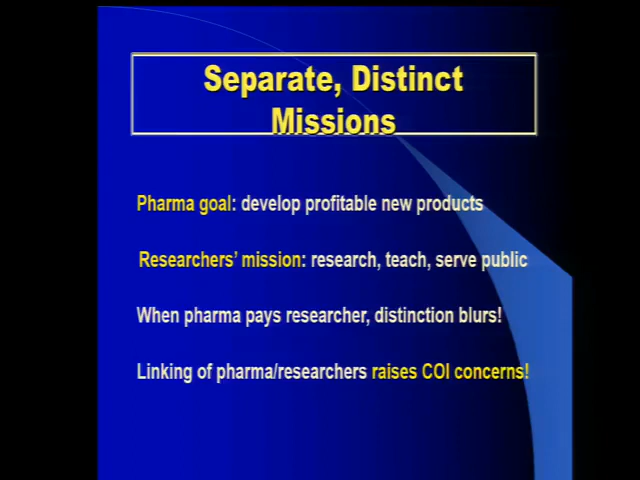 Separate, Distinct
Missions
Pharma goal: develop profitable new products
Researchers’ mission: research, teach, serve public
When pharma pays researcher, distinction blurs!
Linking of pharma/researchers raises COI concerns!